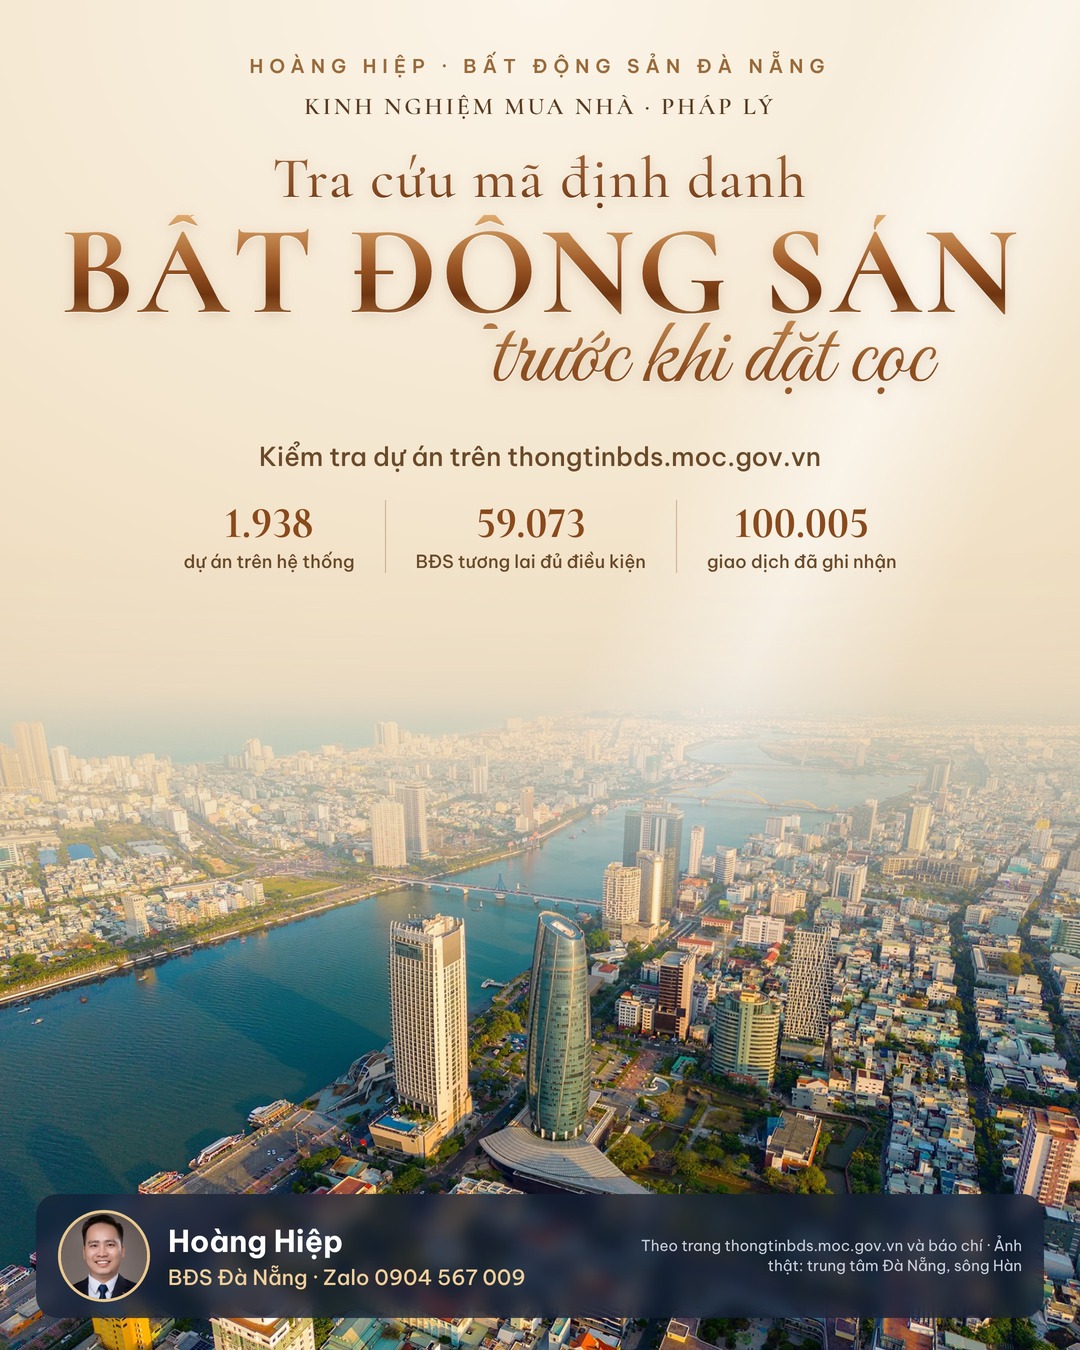 HOÀNG HIỆP · BẤT ĐỘNG SẢN ĐÀ NẴNG
KINH NGHIỆM MUA NHÀ · PHÁP LÝ
Tra cứu mã định danh
BẤT ĐỘNG SẢN
trước khi đặt cọc
Kiểm tra dự án trên thongtinbds.moc.gov.vn
1.938
dự án trên hệ thống
59.073
BĐS tương lai đủ điều kiện
100.005
giao dịch đã ghi nhận
Hoàng Hiệp
BĐS Đà Nẵng · Zalo 0904 567 009
Theo trang thongtinbds.moc.gov.vn và báo chí · Ảnh
thật: trung tâm Đà Nẵng, sông Hàn